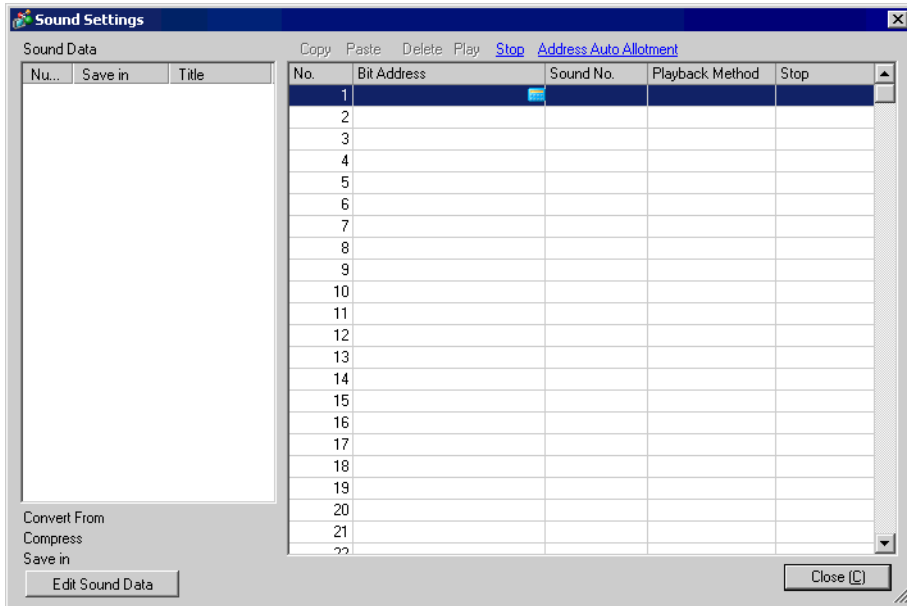 Sound Settings
Sound Data
Copy Paste Delete Play Stop Address Auto Allotment
Nu... Save in Title
No. Bit Address Sound No. Playback Method Stop
1
2
3
4
5
6
7
8
9
10
11
12
13
14
15
16
17
18
19
20
21
22
Convert From
Compress
Save in
Edit Sound Data
Close (C)